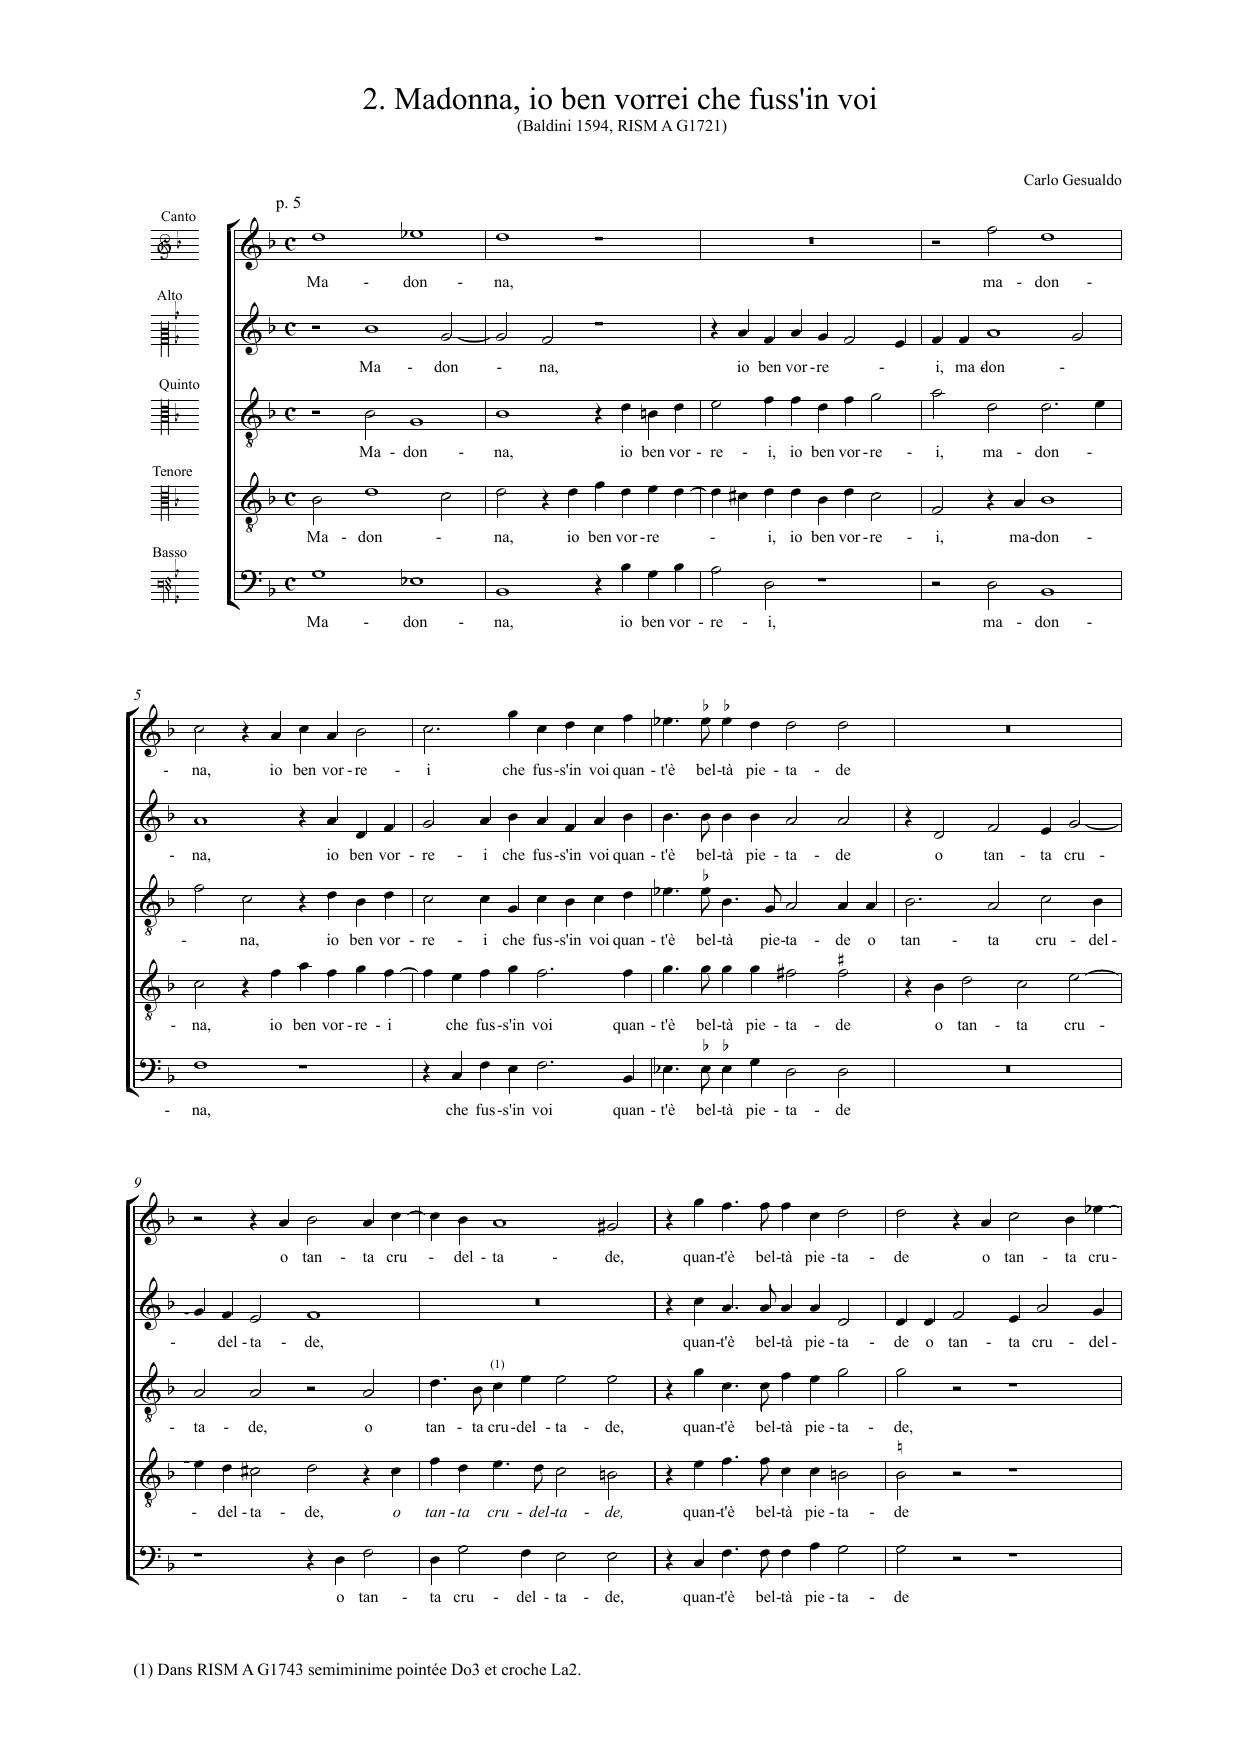 2. Madonna, io ben vorrei che fuss'in voi
(Baldini 1594, RISM A G1721)
Carlo Gesualdo
p. 5
Canto
Ma - don - na, ma - don -
Alto
Ma - don - na, io ben vor - re - i, ma - don -
Quinto
Ma - don - na, io ben vor - re - i, io ben vor - re - i, ma - don -
Tenore
Ma - don - na, io ben vor - re - i, io ben vor - re - i, ma - don -
Basso
Ma - don - na, io ben vor - re - i, ma - don -
5
- na, io ben vor - re - i che fus - s'in voi quan - t'è bel - tà pie - ta - de
- na, io ben vor - re - i che fus - s'in voi quan - t'è bel - tà pie - ta - de o tan - ta cru -
- na, io ben vor - re - i che fus - s'in voi quan - t'è bel - tà pie - ta - de o tan - ta cru - del -
- na, io ben vor - re - i che fus - s'in voi quan - t'è bel - tà pie - ta - de o tan - ta cru -
- na, che fus - s'in voi quan - t'è bel - tà pie - ta - de
9
o tan - ta cru - del - ta - de, quan - t'è bel - tà pie - ta - de o tan - ta cru -
- del - ta - de, quan - t'è bel - tà pie - ta - de o tan - ta cru - del -
(1)
- ta - de, o tan - ta cru - del - ta - de, quan - t'è bel - tà pie - ta - de,
- del - ta - de, o tan - ta cru - del - ta - de, quan - t'è bel - tà pie - ta - de
o tan - ta cru - del - ta - de, quan - t'è bel - tà pie - ta - de
(1) Dans RISM A G1743 semiminime pointée Do3 et croche La2.